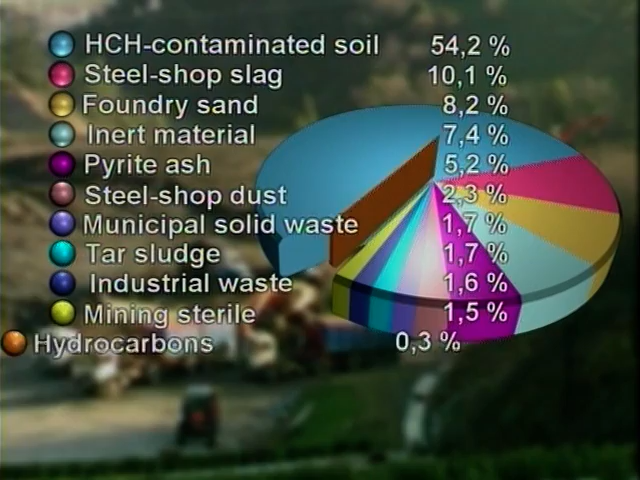 HCH-contaminated soil 54,2 %
Steel-shop slag 10,1 %
Foundry sand 8,2 %
Inert material 7,4 %
Pyrite ash 5,2 %
Steel-shop dust 2,3 %
Municipal solid waste 1,7 %
Tar sludge 1,7 %
Industrial waste 1,6 %
Mining sterile 1,5 %
Hydrocarbons 0,3 %